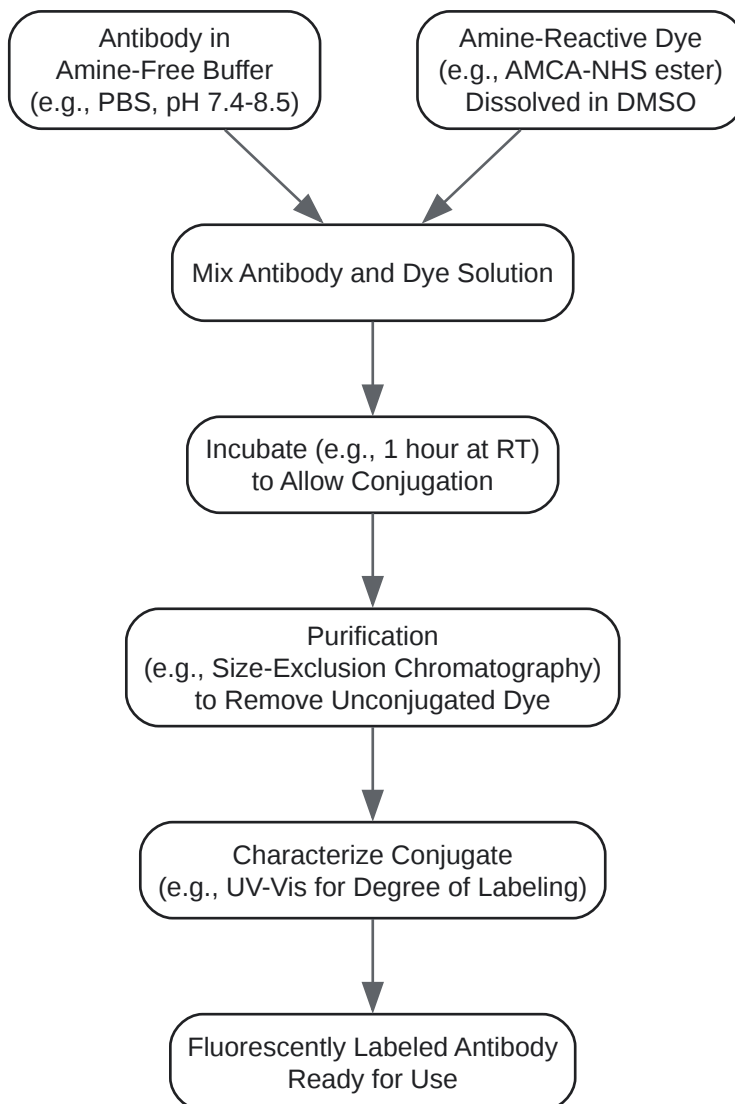 Antibody in
Amine-Free Buffer
(e.g., PBS, pH 7.4-8.5)
Amine-Reactive Dye
(e.g., AMCA-NHS ester)
Dissolved in DMSO
Mix Antibody and Dye Solution
Incubate (e.g., 1 hour at RT)
to Allow Conjugation
Purification
(e.g., Size-Exclusion Chromatography)
to Remove Unconjugated Dye
Characterize Conjugate
(e.g., UV-Vis for Degree of Labeling)
Fluorescently Labeled Antibody
Ready for Use